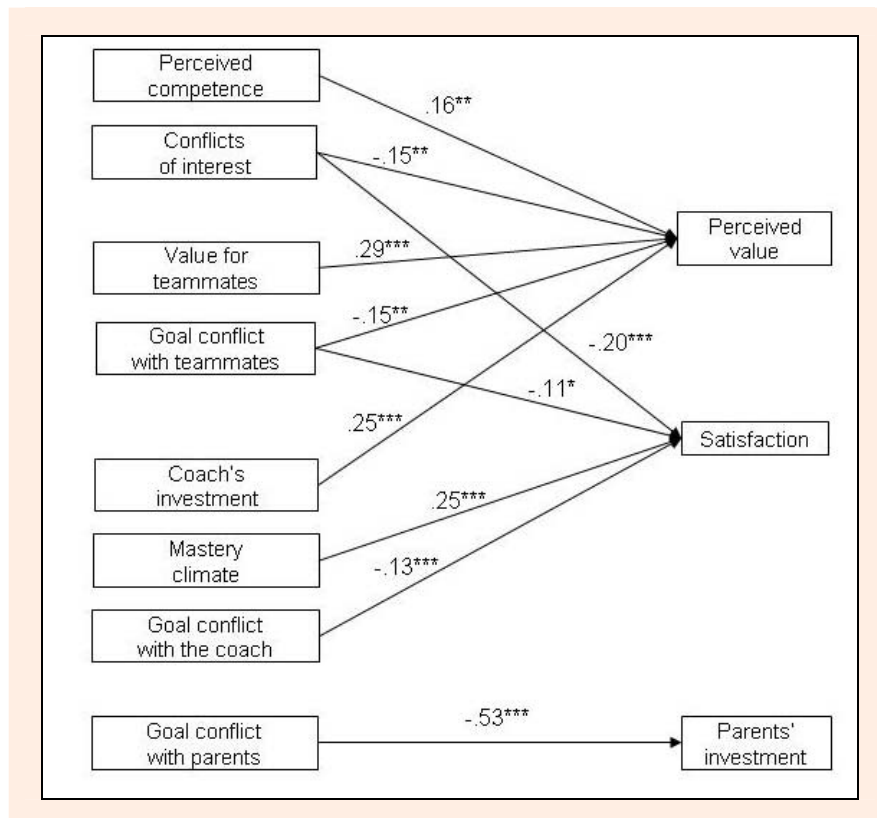 Perceived
competence
.16**
Conflicts
of interest
-.15**
Perceived
value
Value for
teammates
.29***
Goal conflict
with teammates
-.15**
-.20***
-.11*
.25***
Satisfaction
Coach's
investment
.25***
Mastery
climate
-.13***
Goal conflict
with the coach
Goal conflict
with parents
-.53***
Parents'
investment